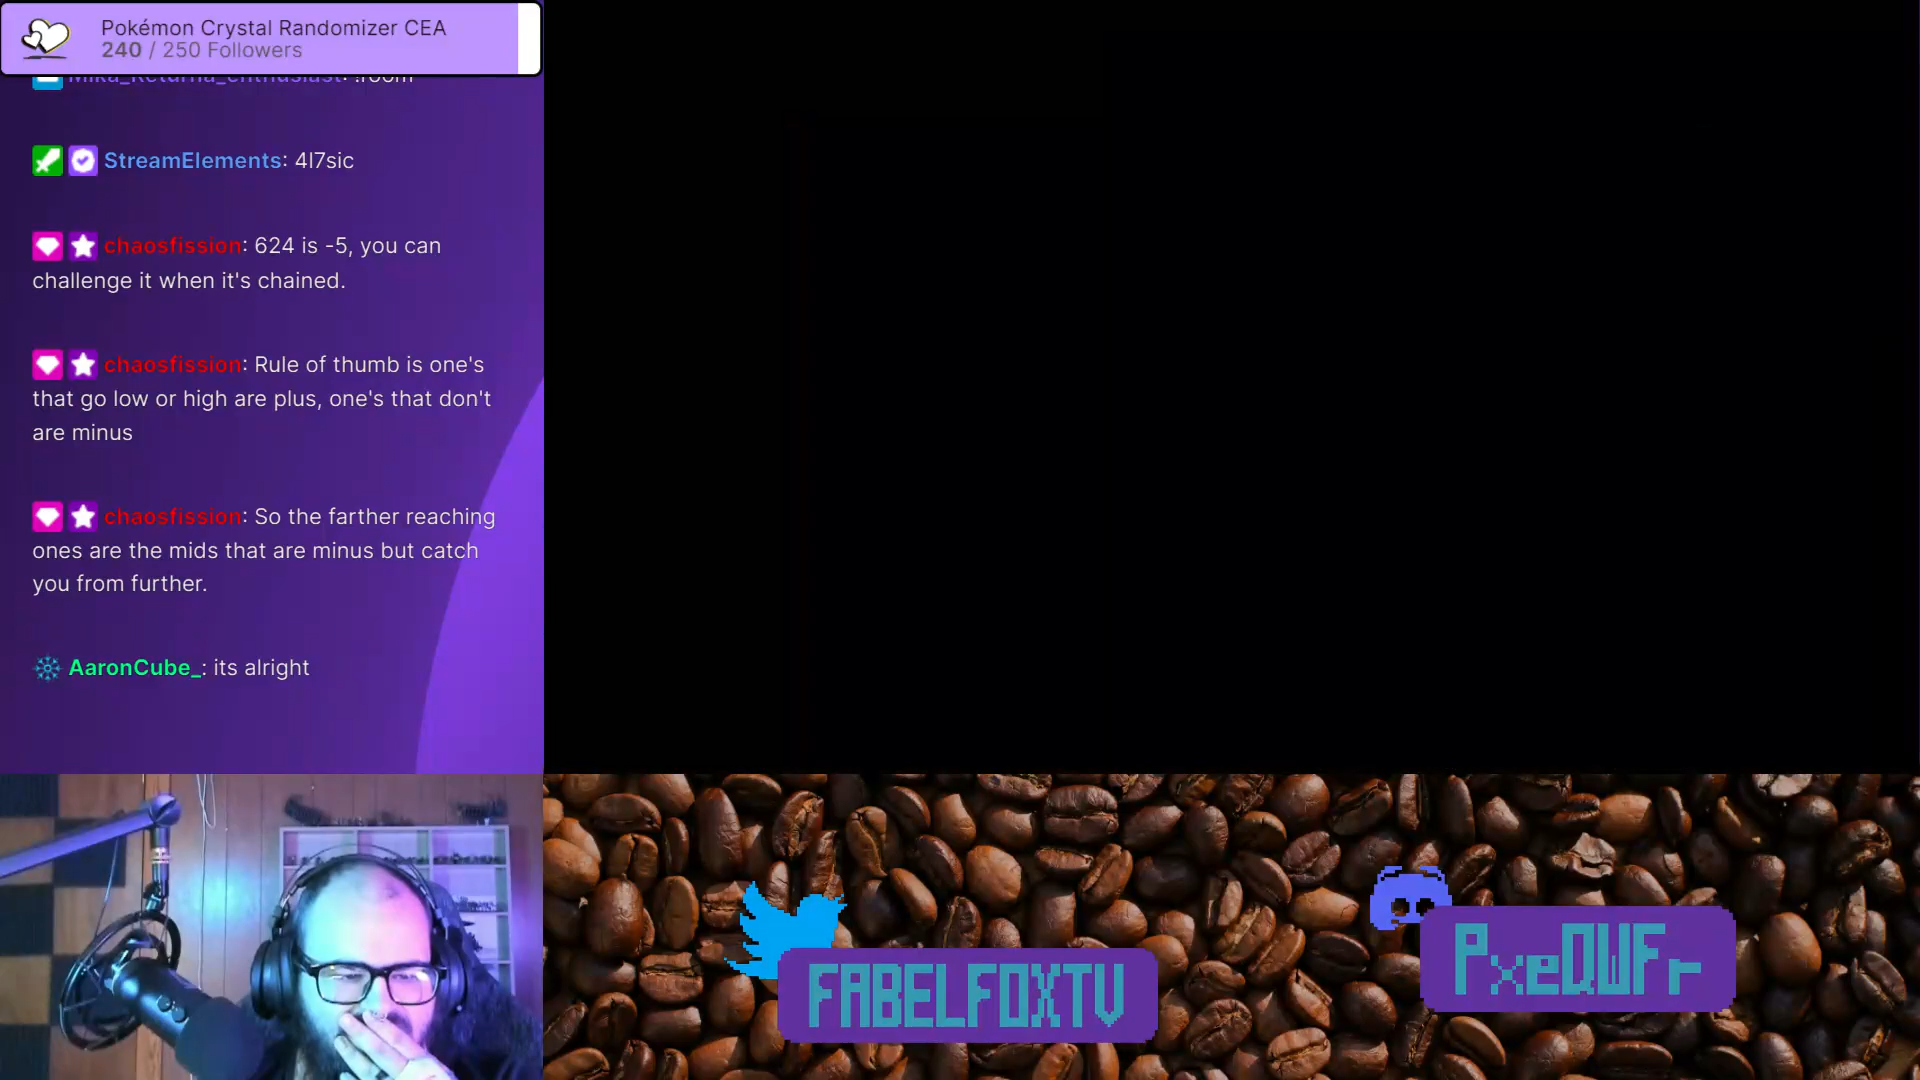 Pokémon Crystal Randomizer CEA
240 / 250 Followers
Mika_Returna_enthusiast: !room
StreamElements: 4l7sic
chaosfission: 624 is -5, you can
challenge it when it's chained.
chaosfission: Rule of thumb is one's
that go low or high are plus, one's that don't
are minus
chaosfission: So the farther reaching
ones are the mids that are minus but catch
you from further.
AaronCube_: its alright
FABELFOXTV
PxeQWFr